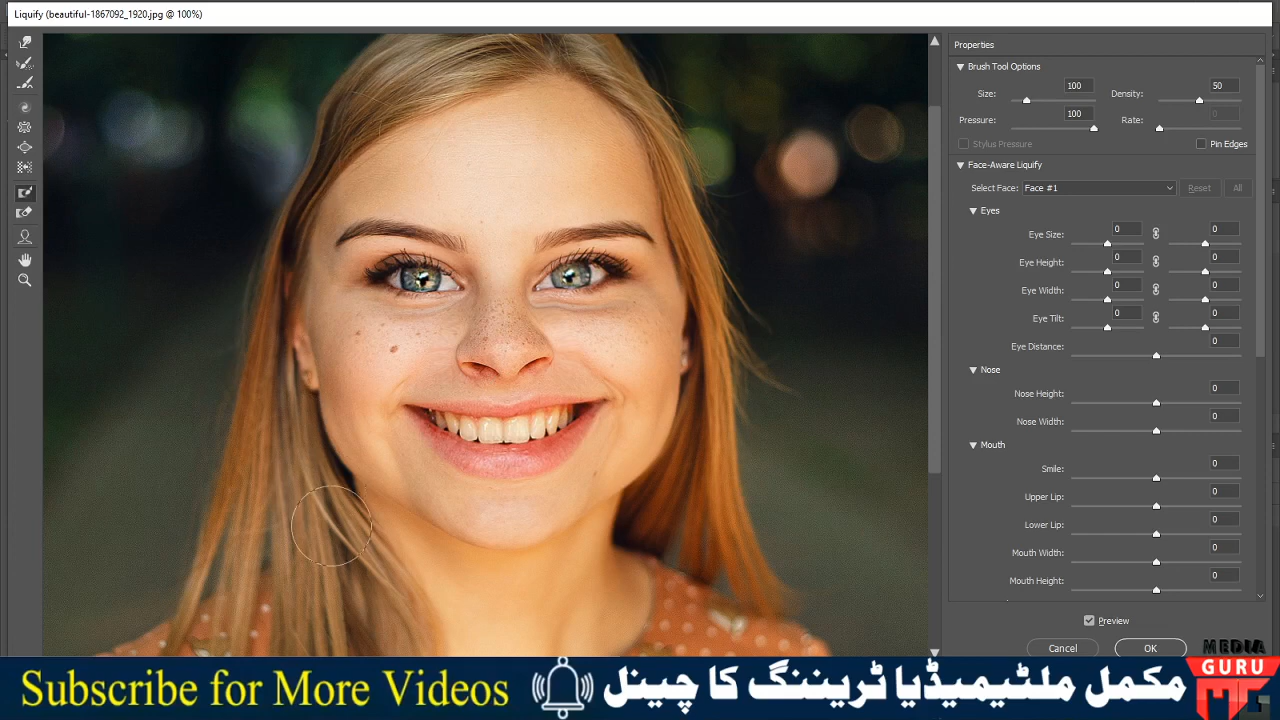 Liquify (beautiful-1867092_1920.jpg @ 100%)
Properties
Brush Tool Options
Size: 100 Density: 50
Pressure: 100 Rate: 0
Stylus Pressure Pin Edges
Face-Aware Liquify
Select Face: Face #1 Reset All
Eyes
Eye Size: 0 0
Eye Height: 0 0
Eye Width: 0 0
Eye Tilt: 0 0
Eye Distance: 0
Nose
Nose Height: 0
Nose Width: 0
Mouth
Smile: 0
Upper Lip: 0
Lower Lip: 0
Mouth Width: 0
Mouth Height: 0
Preview
Cancel OK
Subscribe for More Videos
مکمل ملٹیمیڈیا ٹریننگ کا چینل
MEDIA
GURU
MG